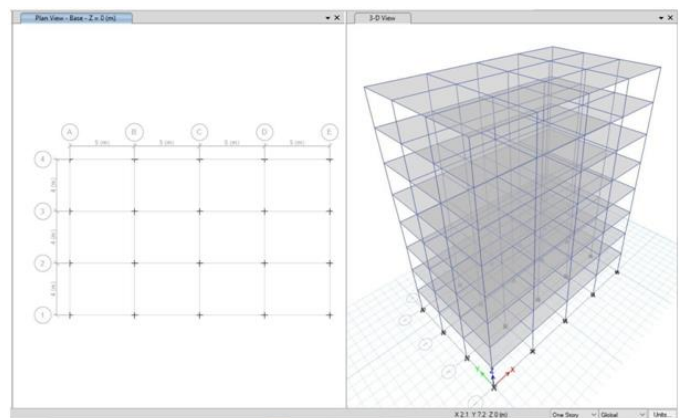 Plan View - Base - Z = 0 (m)
3-D View
A B C D E
5 (m) 5 (m) 5 (m) 5 (m)
4
4 (m)
3
4 (m)
2
4 (m)
1
Z
Y X
X 2.1 Y 7.2 Z 0 (m)
One Story
Global
Units...